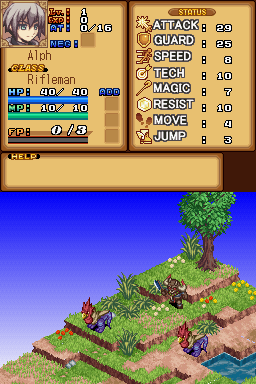 Lv.: 1
EXP: 0
AT: 0/16
NEG:
Alph
CLASS
Rifleman
HP: 40/ 40 ADD
MP: 10/ 10
FP: 0/3
STATUS
ATTACK: 29
GUARD: 25
SPEED: 8
TECH: 10
MAGIC: 7
RESIST: 10
MOVE: 4
JUMP: 3
HELP